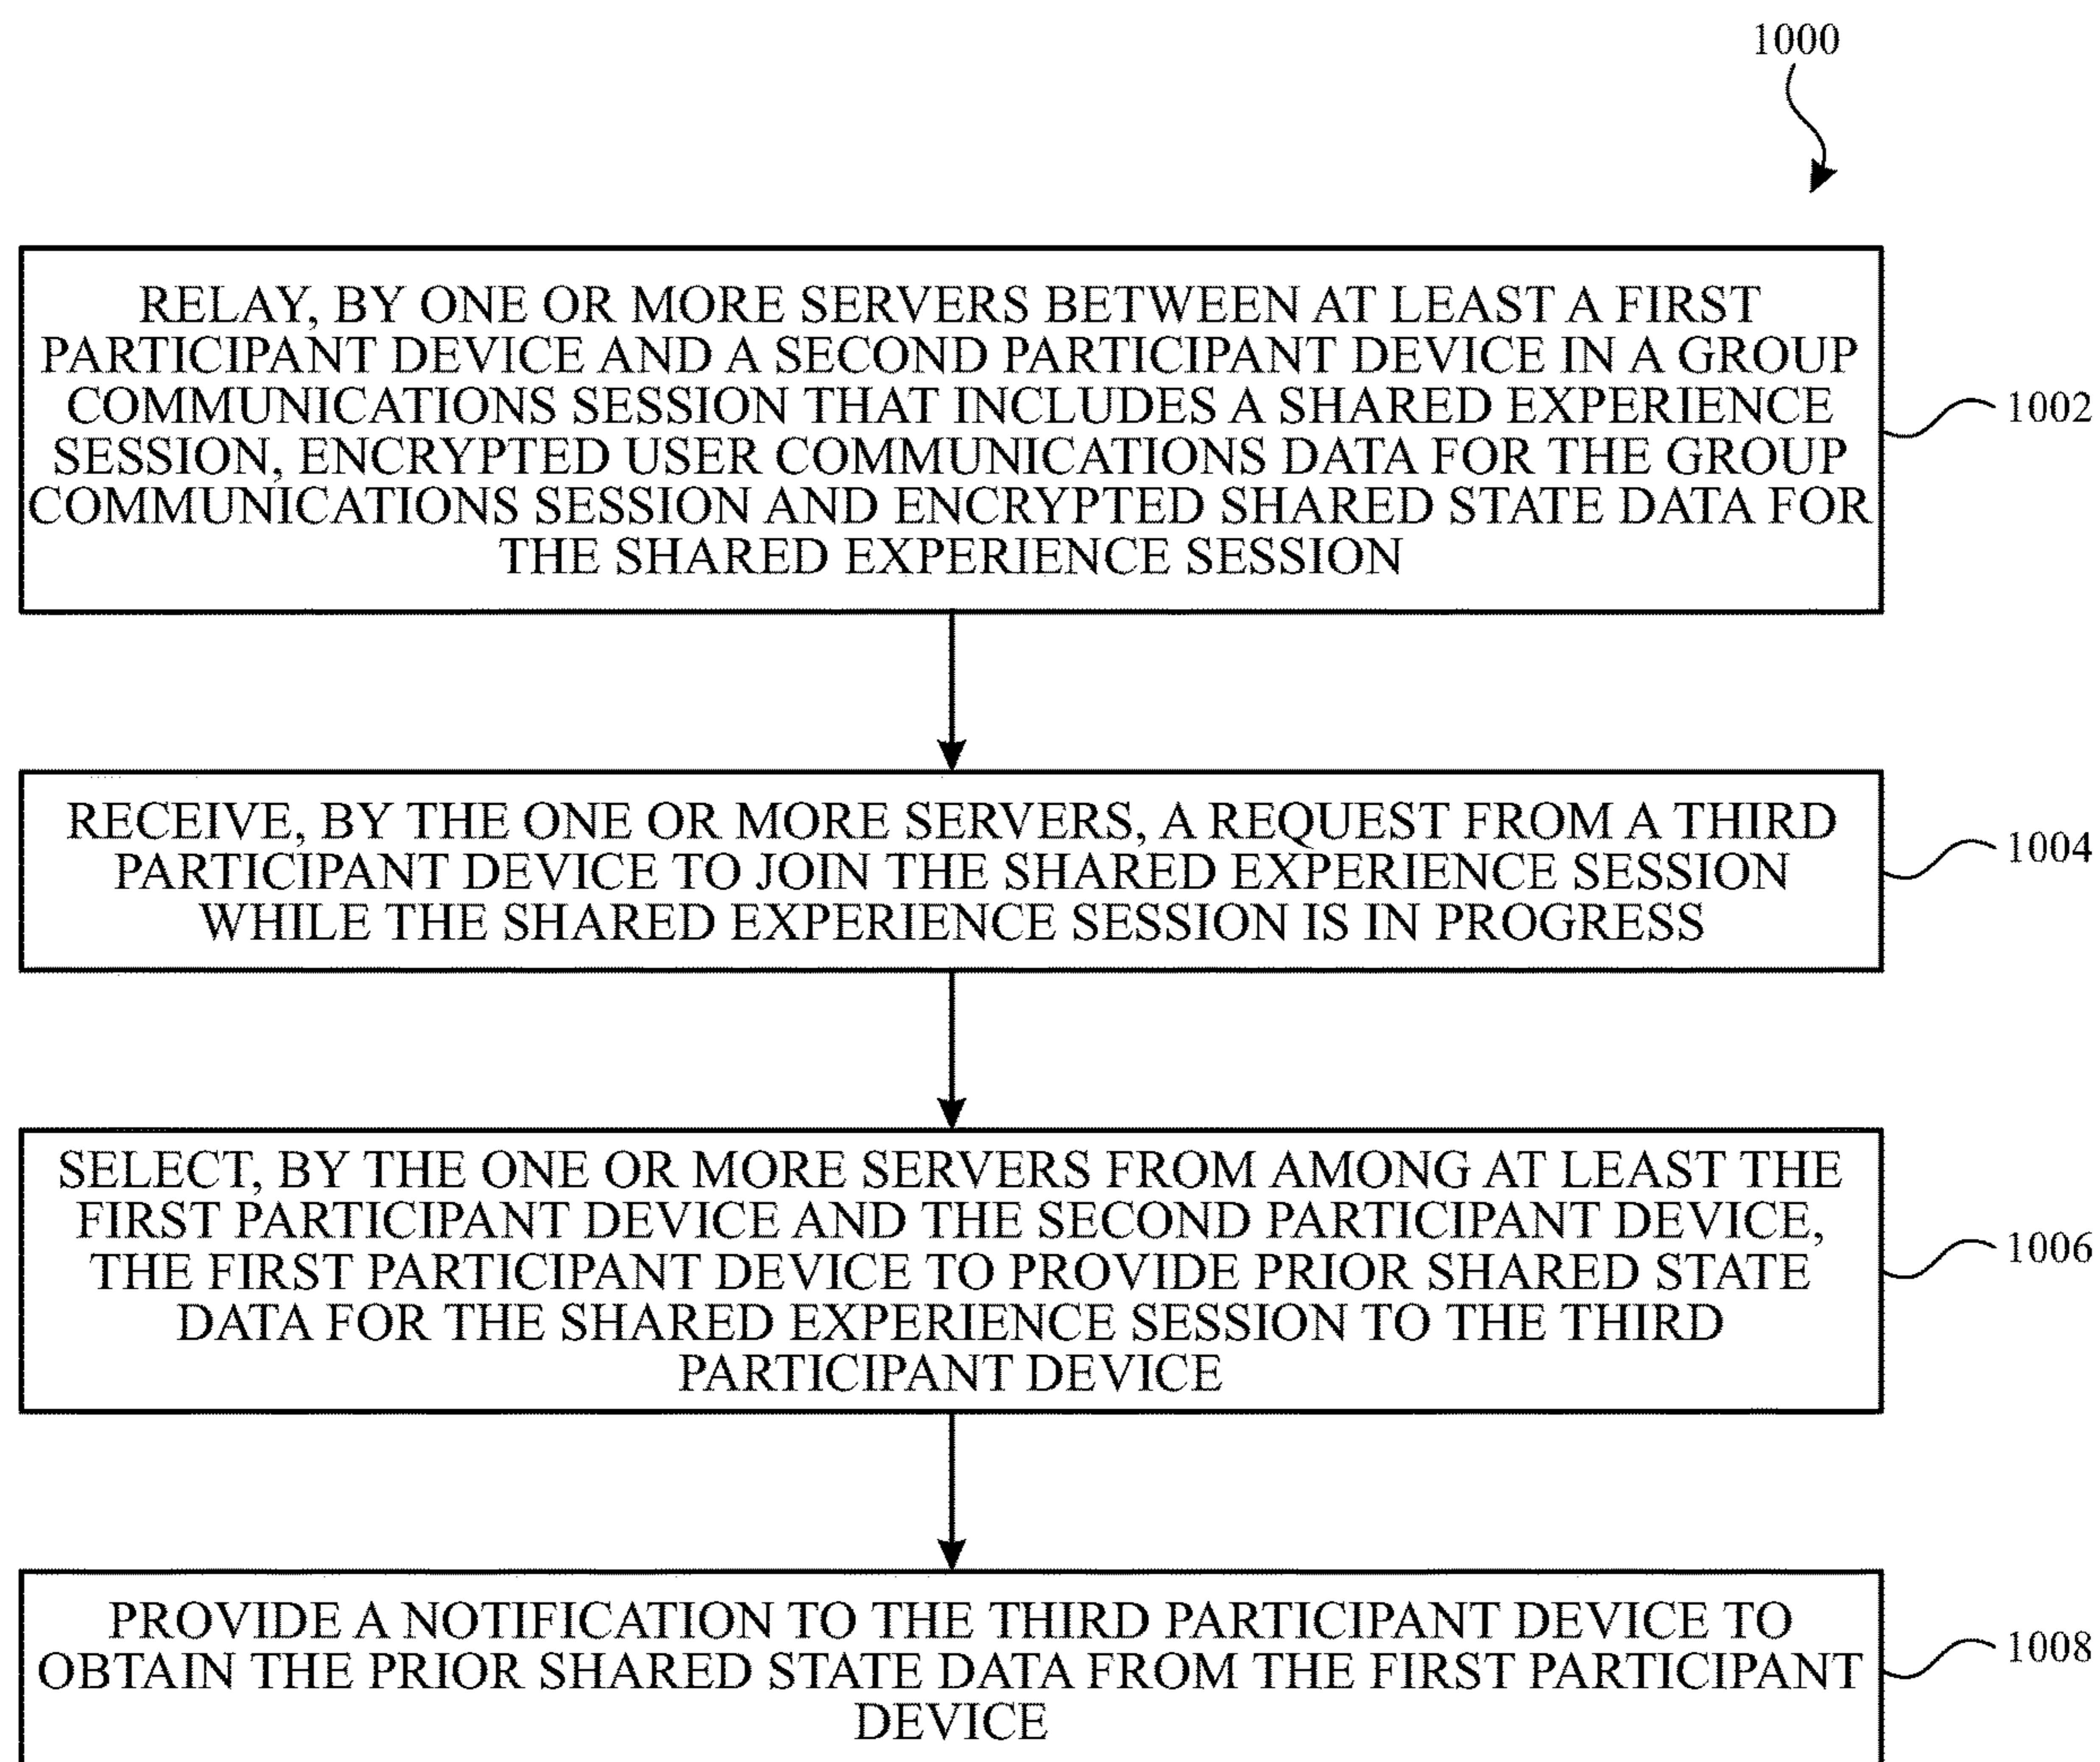 1000
RELAY, BY ONE OR MORE SERVERS BETWEEN AT LEAST A FIRST
PARTICIPANT DEVICE AND A SECOND PARTICIPANT DEVICE IN A GROUP
COMMUNICATIONS SESSION THAT INCLUDES A SHARED EXPERIENCE
SESSION, ENCRYPTED USER COMMUNICATIONS DATA FOR THE GROUP
COMMUNICATIONS SESSION AND ENCRYPTED SHARED STATE DATA FOR
THE SHARED EXPERIENCE SESSION
1002
RECEIVE, BY THE ONE OR MORE SERVERS, A REQUEST FROM A THIRD
PARTICIPANT DEVICE TO JOIN THE SHARED EXPERIENCE SESSION
WHILE THE SHARED EXPERIENCE SESSION IS IN PROGRESS
1004
SELECT, BY THE ONE OR MORE SERVERS FROM AMONG AT LEAST THE
FIRST PARTICIPANT DEVICE AND THE SECOND PARTICIPANT DEVICE,
THE FIRST PARTICIPANT DEVICE TO PROVIDE PRIOR SHARED STATE
DATA FOR THE SHARED EXPERIENCE SESSION TO THE THIRD
PARTICIPANT DEVICE
1006
PROVIDE A NOTIFICATION TO THE THIRD PARTICIPANT DEVICE TO
OBTAIN THE PRIOR SHARED STATE DATA FROM THE FIRST PARTICIPANT
DEVICE
1008